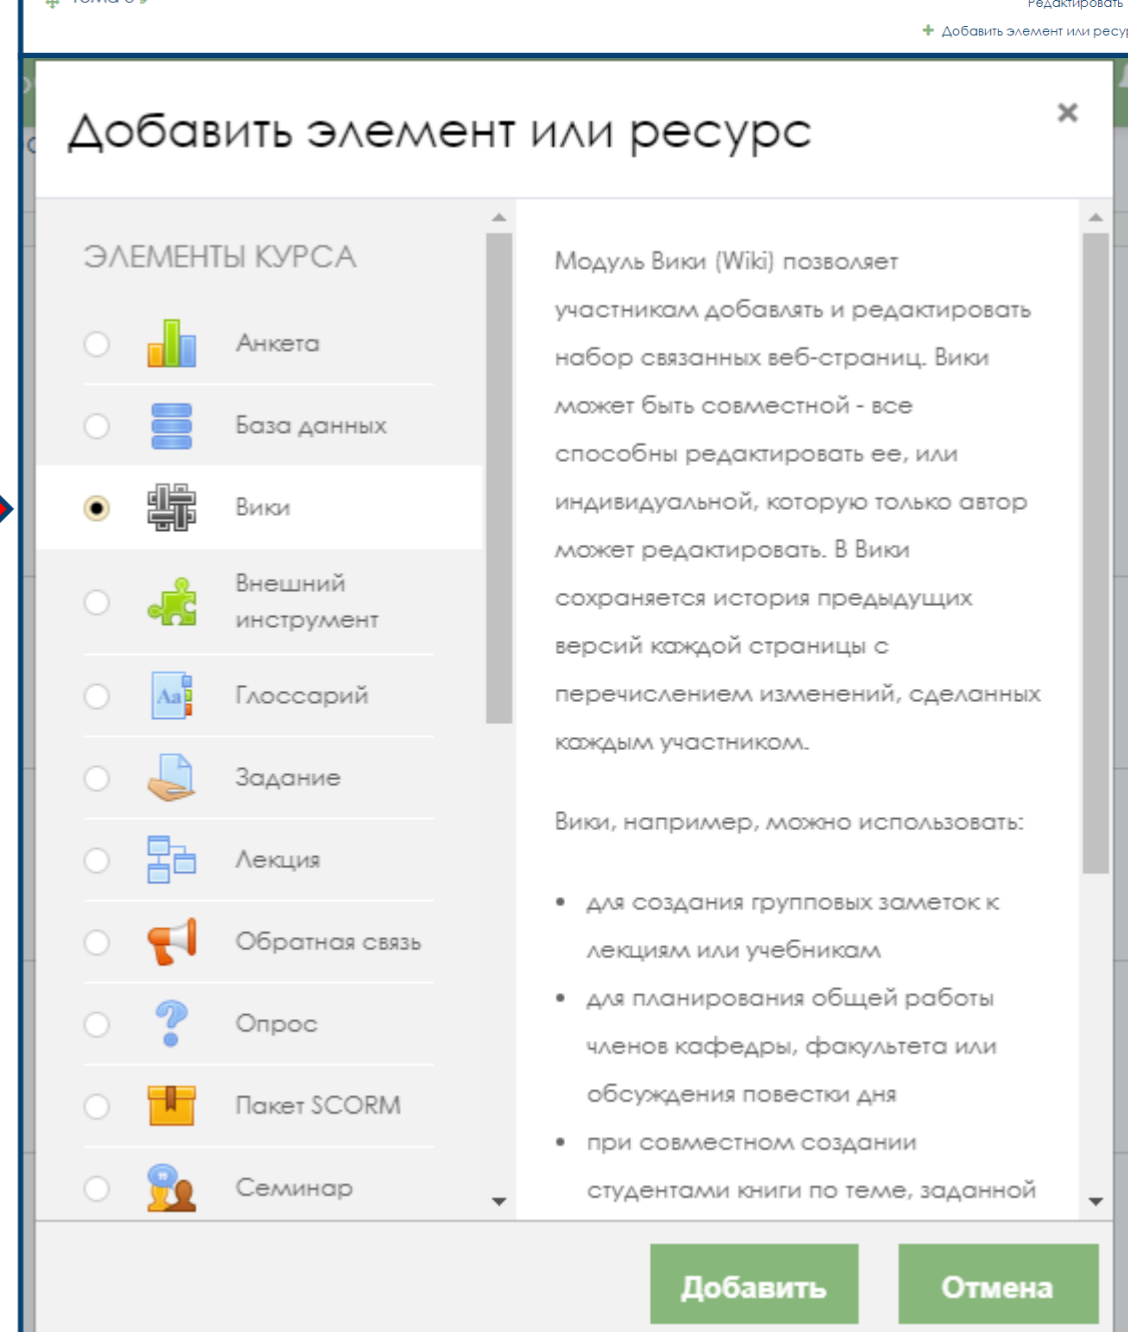 Редактировать
Добавить элемент или
Добавить элемент или ресурс
ЭЛЕМЕНТЫ КУРСА
Анкета
База данных
Вики
Внешний
инструмент
Aa
Глоссарий
Задание
Лекция
Обратная связь
Опрос
Пакет SCORM
Семинар
Модуль Вики (Wiki) позволяет
участникам добавлять и редактировать
набор связанных веб-страниц. Вики
может быть совместной - все
способны редактировать ее, или
индивидуальной, которую только автор
может редактировать. В Вики
сохраняется история предыдущих
версий каждой страницы с
перечислением изменений, сделанных
каждым участником.
Вики, например, можно использовать:
для создания групповых заметок к
лекциям или учебникам
для планирования общей работы
членов кафедры, факультета или
обсуждения повестки дня
при совместном создании
студентами книги по теме, заданной
Добавить
Отмена